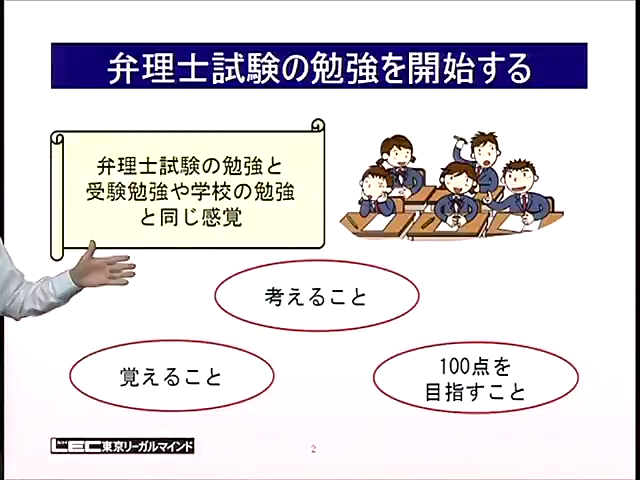 弁理士試験の勉強を開始する
弁理士試験の勉強と
受験勉強や学校の勉強
と同じ感覚
考えること
覚えること
100点を
目指すこと
LEC東京リーガルマインド
2